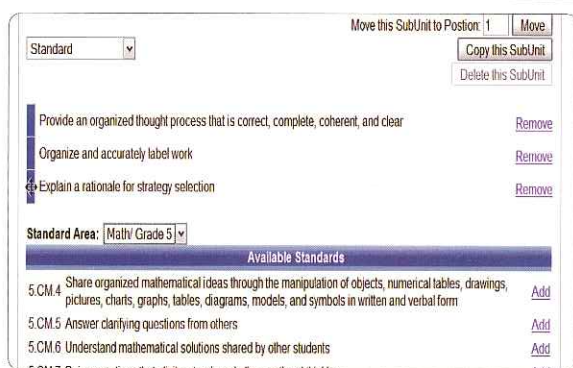 Move this SubUnit to Postion: 1 Move
Standard Copy this SubUnit
Delete this SubUnit
Provide an organized thought process that is correct, complete, coherent, and clear Remove
Organize and accurately label work Remove
Explain a rationale for strategy selection Remove
Standard Area: Math/ Grade 5
Available Standards
5.CM.4 Share organized mathematical ideas through the manipulation of objects, numerical tables, drawings,
pictures, charts, graphs, tables, diagrams, models, and symbols in written and verbal form Add
5.CM.5 Answer clarifying questions from others Add
5.CM.6 Understand mathematical solutions shared by other students Add